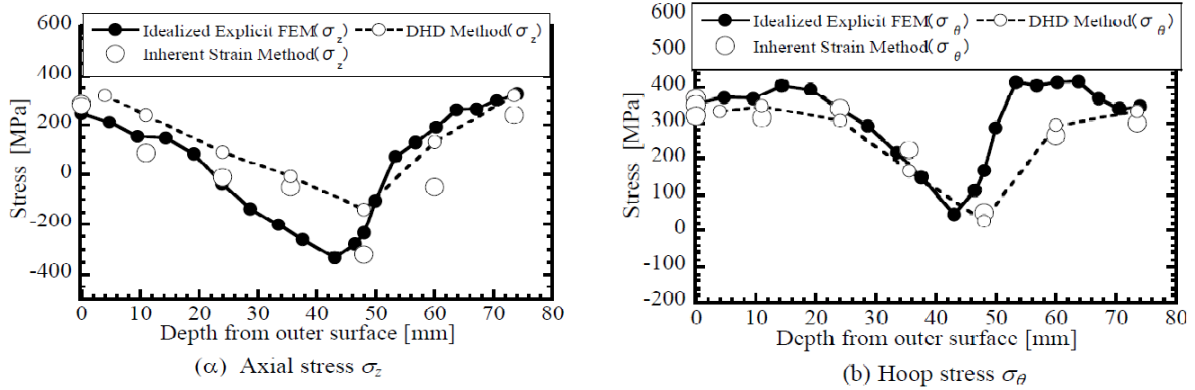 600
400
200
0
-200
-400
Stress [MPa]
Idealized Explicit FEM(σz) DHD Method(σz)
Inherent Strain Method(σz)
0 10 20 30 40 50 60 70 80
Depth from outer surface [mm]
(α) Axial stress σz
600
500
400
300
200
100
0
-100
-200
Stress [MPa]
Idealized Explicit FEM(σθ) DHD Method(σθ)
Inherent Strain Method(σθ)
0 10 20 30 40 50 60 70 80
Depth from outer surface [mm]
(b) Hoop stress σθ